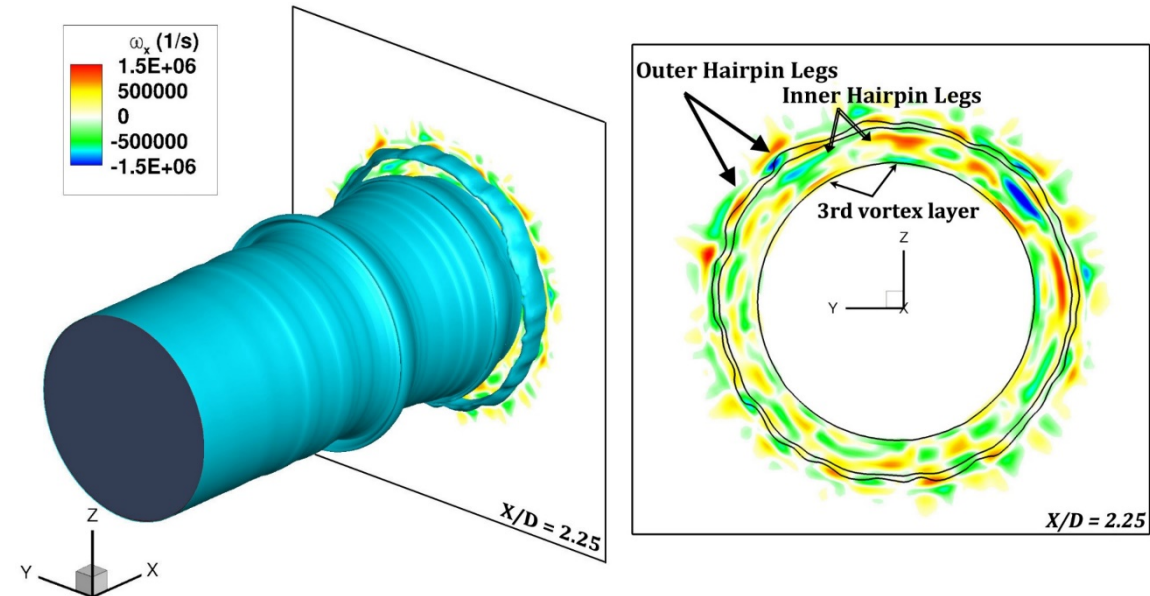 ω_x (1/s)
1.5E+06
500000
0
-500000
-1.5E+06
X/D = 2.25
Z
Y
X
Outer Hairpin Legs
Inner Hairpin Legs
3rd vortex layer
Z
Y
X
X/D = 2.25